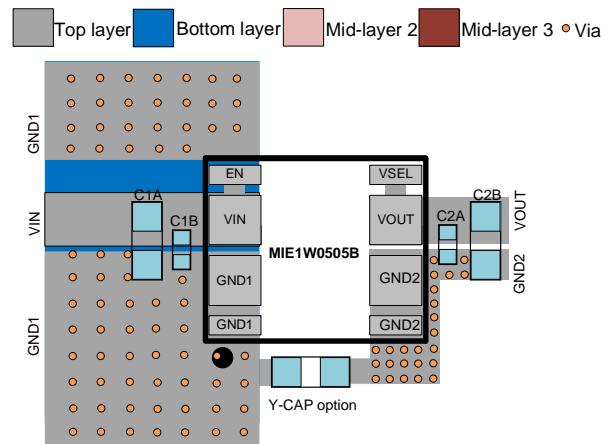 Top layer
Bottom layer
Mid-layer 2
Mid-layer 3
Via
GND1
EN
VSEL
C1A
C1B
C2A
C2B
VIN
VIN
VOUT
VOUT
MIE1W0505B
GND1
GND2
GND2
GND1
GND1
GND2
Y-CAP option